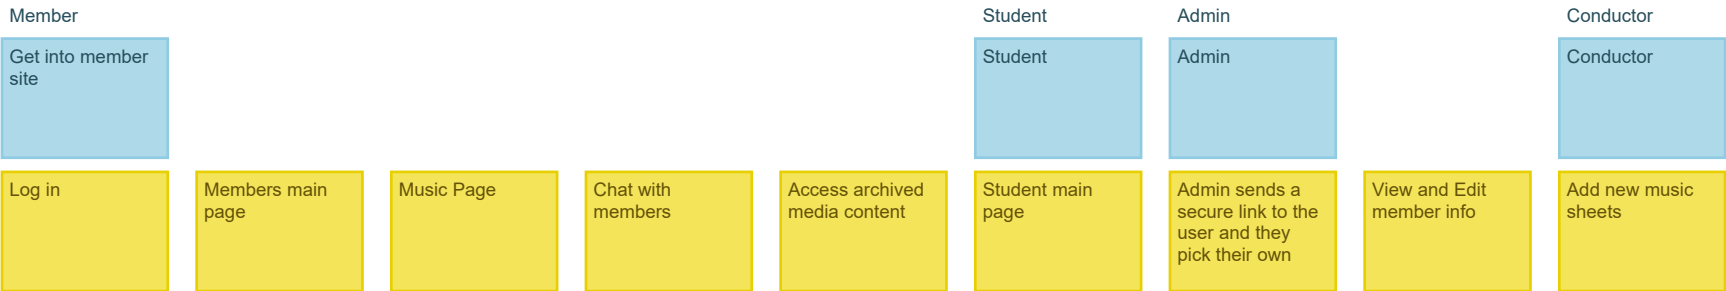 Member
Student
Admin
Conductor
Get into member
site
Student
Admin
Conductor
Log in
Members main
page
Music Page
Chat with
members
Access archived
media content
Student main
page
Admin sends a
secure link to the
user and they
pick their own
View and Edit
member info
Add new music
sheets